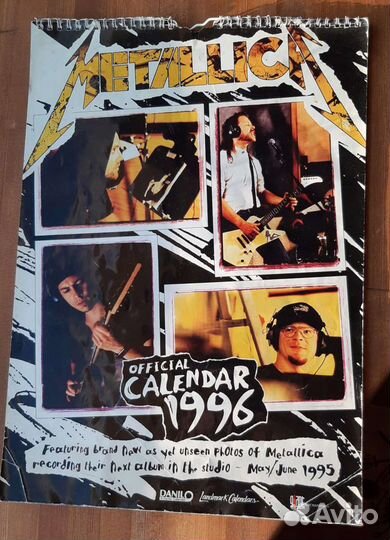 METALLICA
OFFICIAL
CALENDAR
1996
Featuring brand new as yet unseen photos of Metallica
recording their next album in the studio - May/June 1995
DANILO
Landmark Calendars
Avito